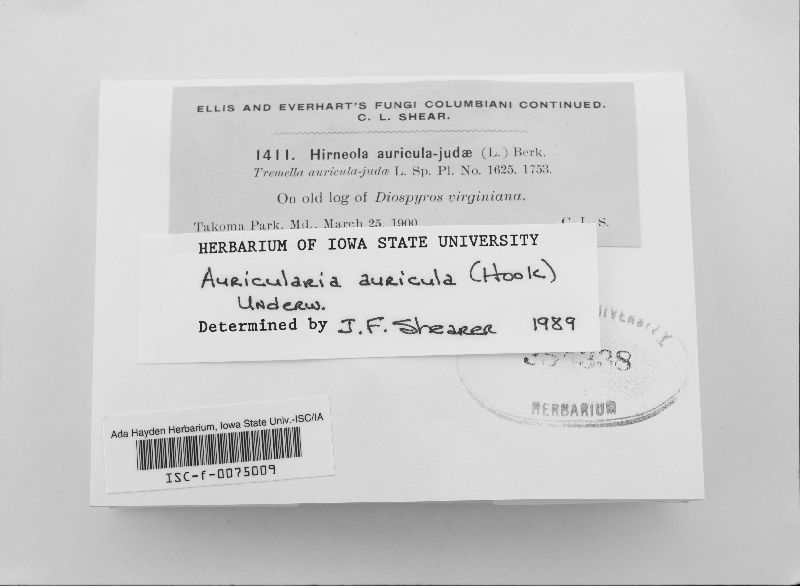 ELLIS AND EVERHART'S FUNGI COLUMBIANI CONTINUED.
C. L. SHEAR.
1411. Hirneola auricula-judæ (L.) Berk.
Tremella auricula-judæ L. Sp. Pl. No. 1625. 1753.
On old log of Diospyros virginiana.
Takoma Park, Md., March 25, 1900
C. L. S.
HERBARIUM OF IOWA STATE UNIVERSITY
Auricularia auricula (Hook)
Underw.
Determined by J. F. Shearer 1989
HERBARIUM
Ada Hayden Herbarium, Iowa State Univ.-ISC/IA
ISC-f-0075009